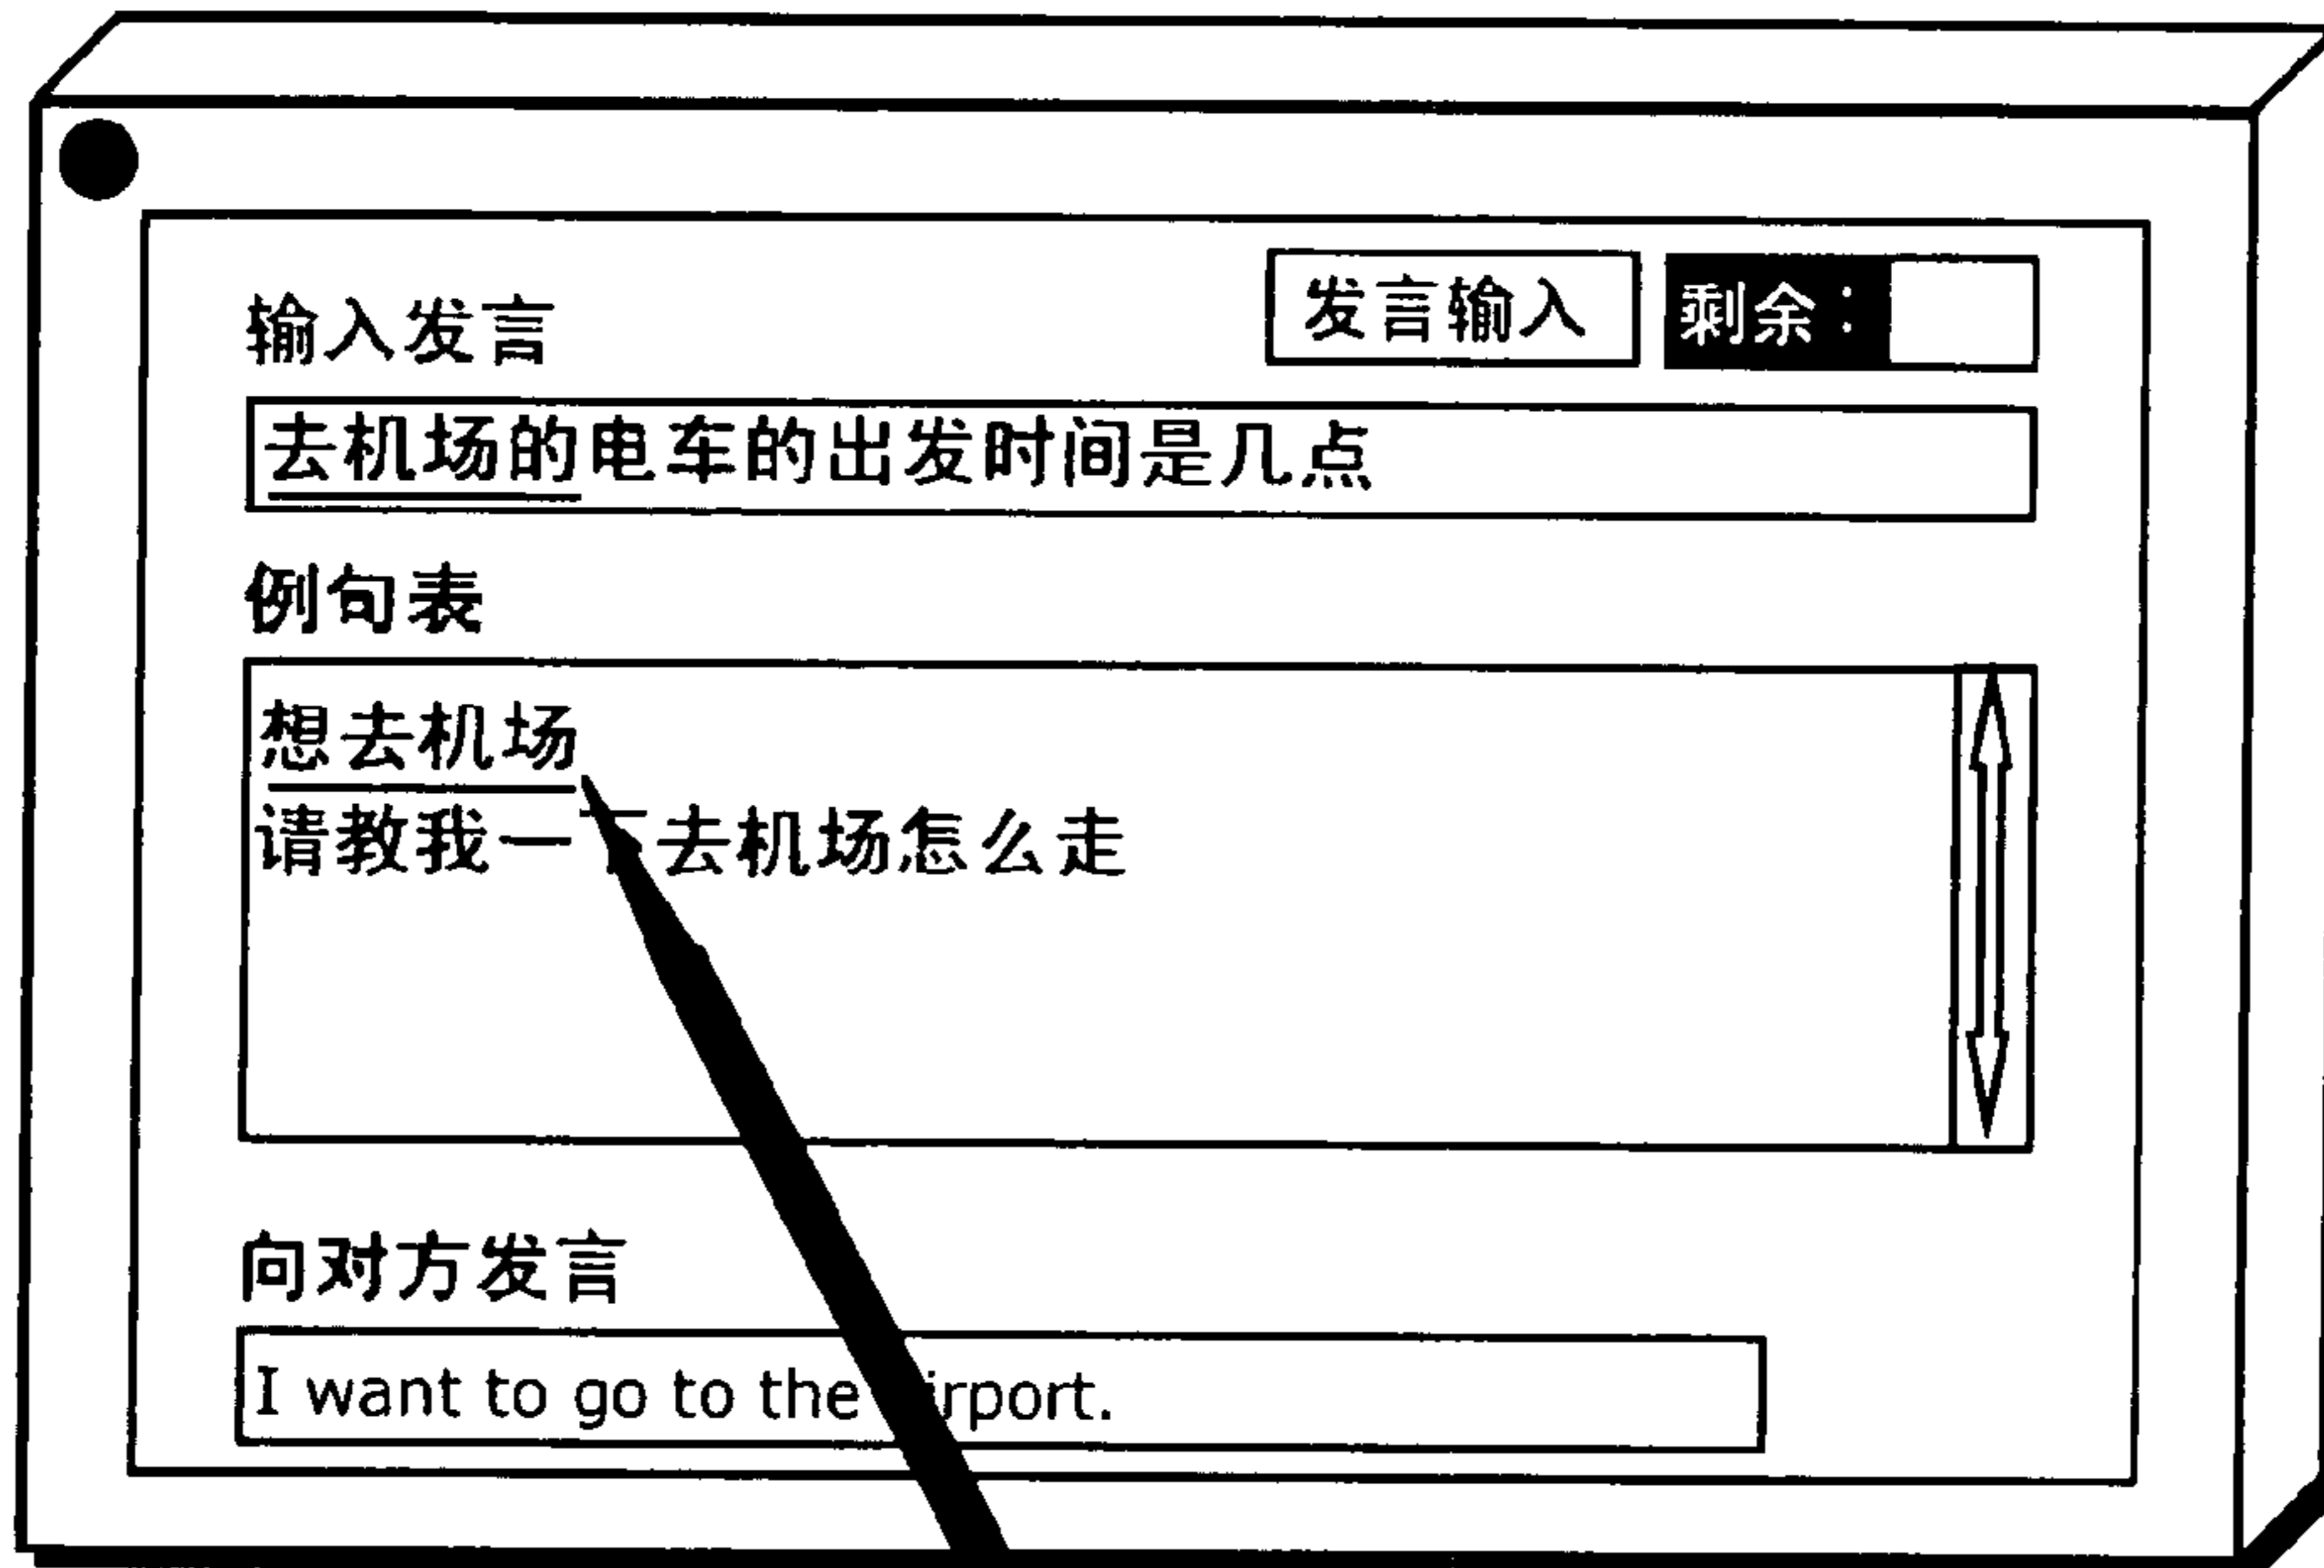 输入发言
发言输入
剩余：
去机场的电车的出发时间是几点
例句表
想去机场
请教我一下去机场怎么走
向对方发言
I want to go to the airport.